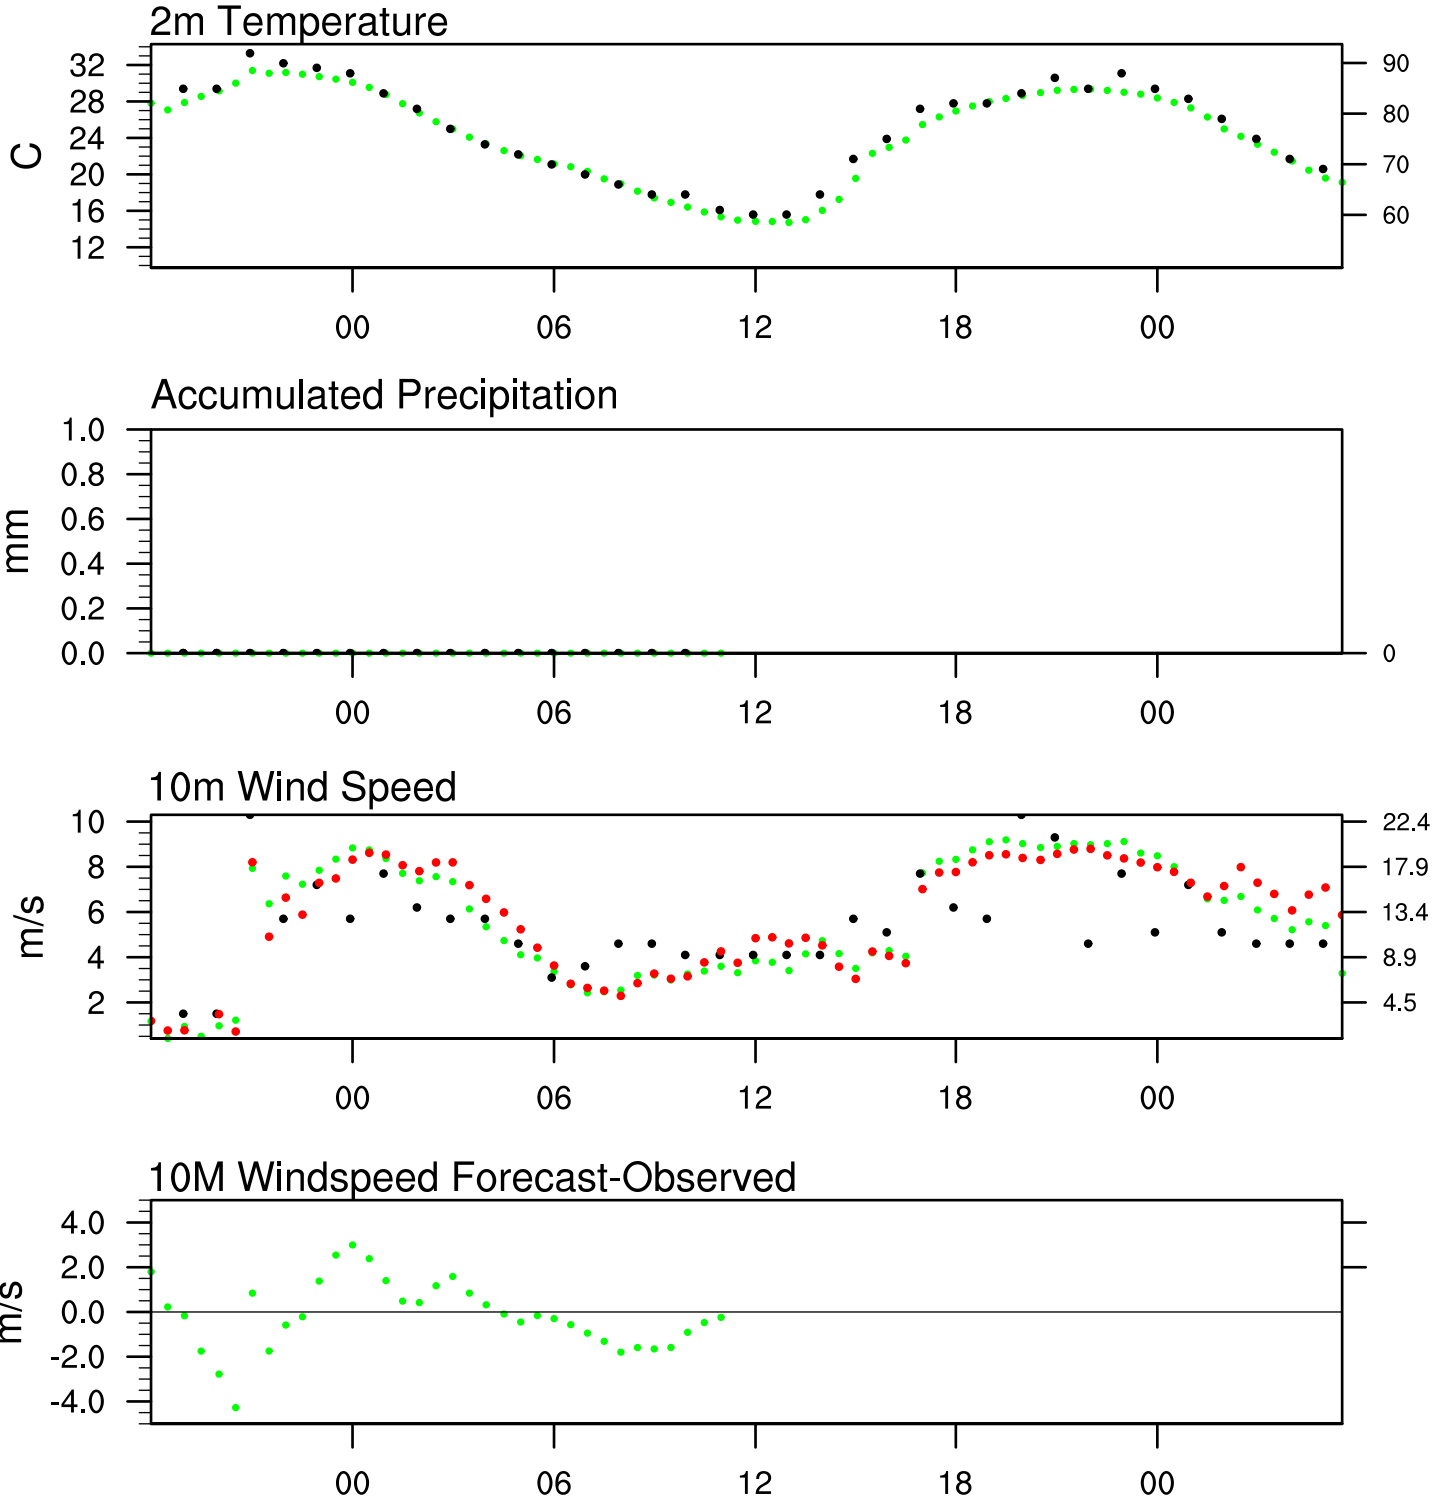 2m Temperature
32
28
24
20
16
12
C
90
80
70
60
00 06 12 18 00
Accumulated Precipitation
1.0
0.8
0.6
0.4
0.2
0.0
mm
0
00 06 12 18 00
10m Wind Speed
10
8
6
4
2
m/s
22.4
17.9
13.4
8.9
4.5
00 06 12 18 00
10M Windspeed Forecast-Observed
4.0
2.0
0.0
-2.0
-4.0
m/s
00 06 12 18 00